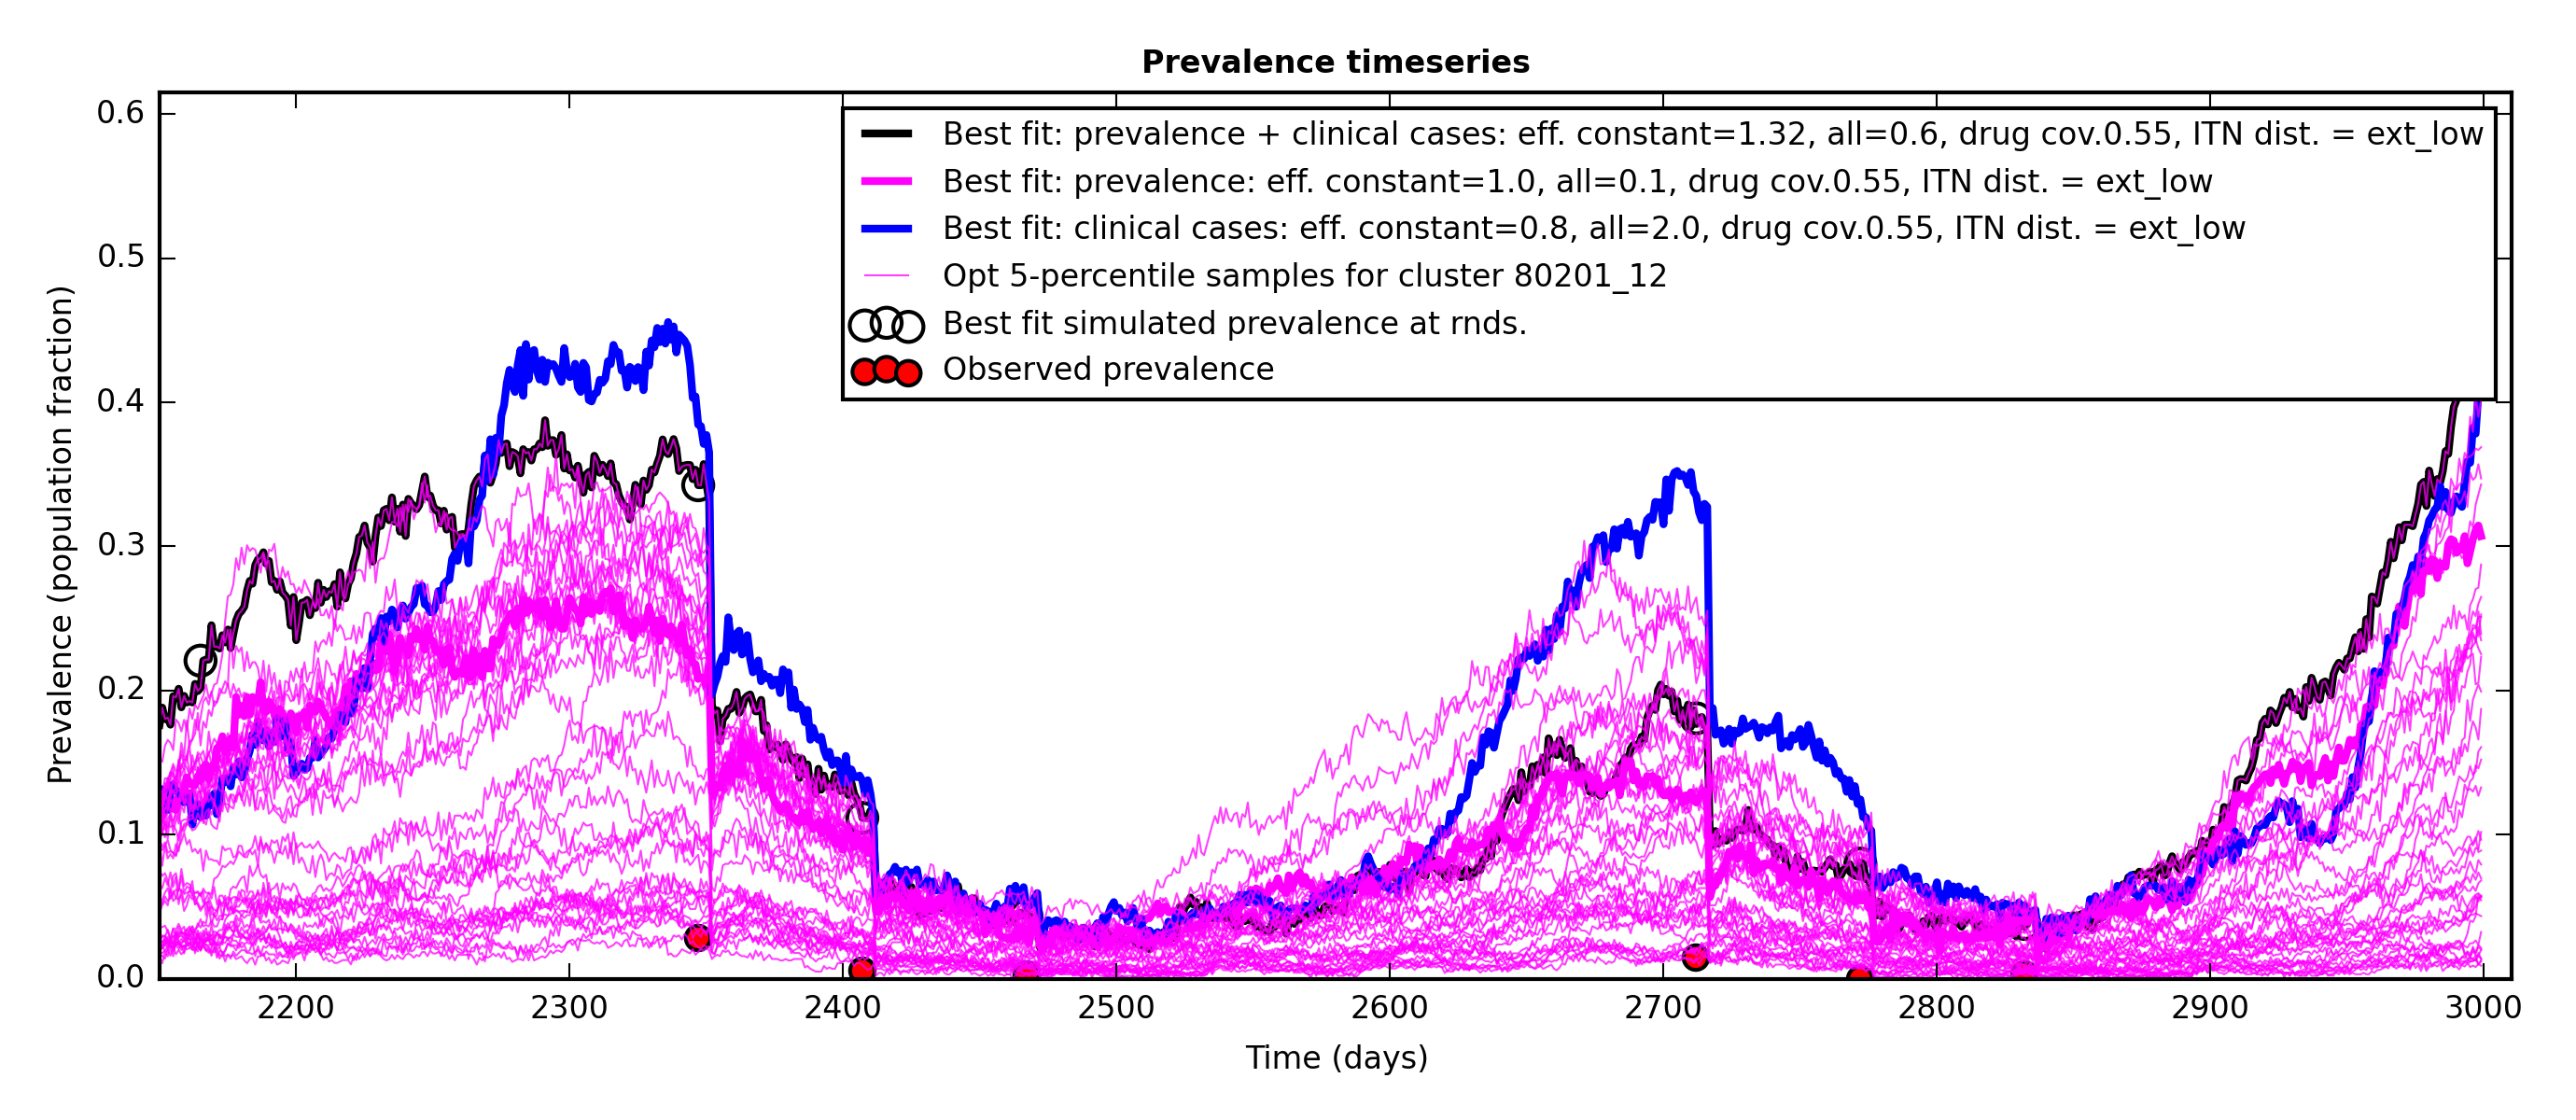 Prevalence timeseries
Best fit: prevalence + clinical cases: eff. constant=1.32, all=0.6, drug cov.0.55, ITN dist. = ext_low
Best fit: prevalence: eff. constant=1.0, all=0.1, drug cov.0.55, ITN dist. = ext_low
Best fit: clinical cases: eff. constant=0.8, all=2.0, drug cov.0.55, ITN dist. = ext_low
Opt 5-percentile samples for cluster 80201_12
Best fit simulated prevalence at rnds.
Observed prevalence
Prevalence (population fraction)
0.6
0.5
0.4
0.3
0.2
0.1
0.0
2200 2300 2400 2500 2600 2700 2800 2900 3000
Time (days)